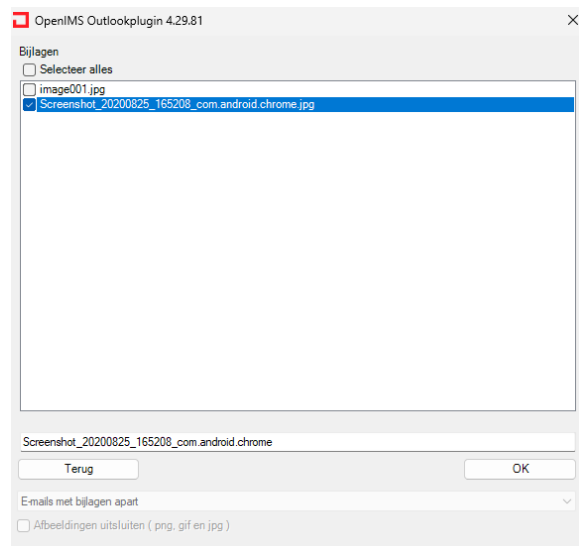 OpenIMS Outlookplugin 4.29.81
Bijlagen
Selecteer alles
image001.jpg
Screenshot_20200825_165208_com.android.chrome.jpg
Screenshot_20200825_165208_com.android.chrome
Terug
OK
E-mails met bijlagen apart
Afbeeldingen uitsluiten ( png, gif en jpg )